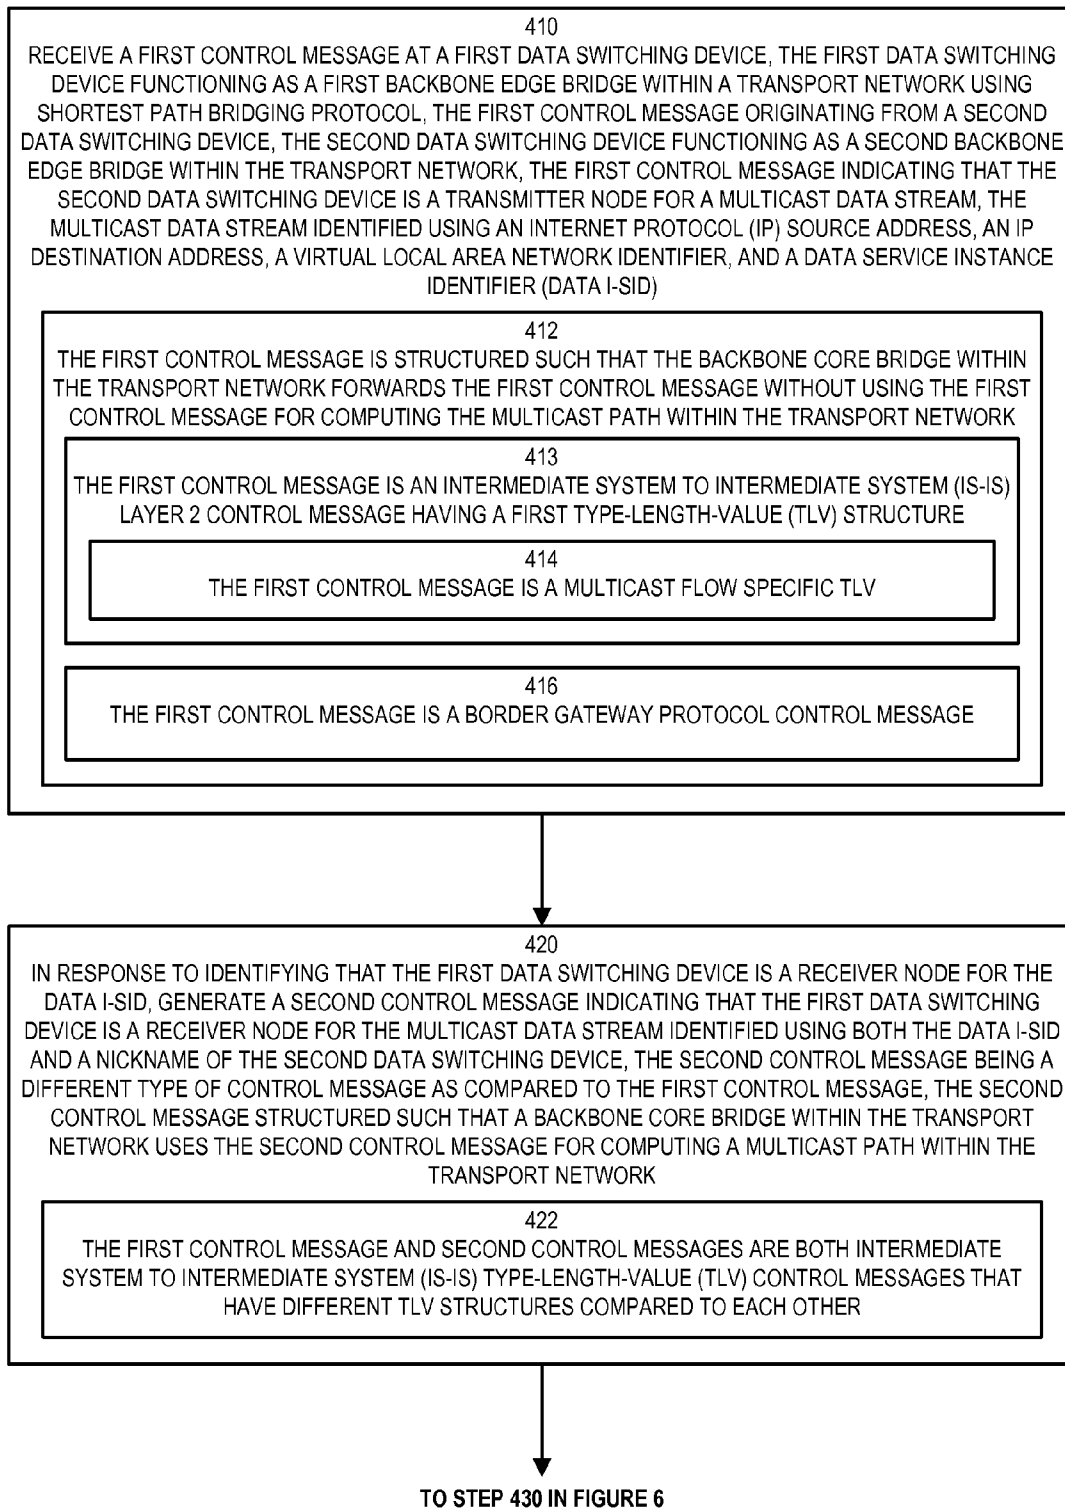 410
RECEIVE A FIRST CONTROL MESSAGE AT A FIRST DATA SWITCHING DEVICE, THE FIRST DATA SWITCHING
DEVICE FUNCTIONING AS A FIRST BACKBONE EDGE BRIDGE WITHIN A TRANSPORT NETWORK USING
SHORTEST PATH BRIDGING PROTOCOL, THE FIRST CONTROL MESSAGE ORIGINATING FROM A SECOND
DATA SWITCHING DEVICE, THE SECOND DATA SWITCHING DEVICE FUNCTIONING AS A SECOND BACKBONE
EDGE BRIDGE WITHIN THE TRANSPORT NETWORK, THE FIRST CONTROL MESSAGE INDICATING THAT THE
SECOND DATA SWITCHING DEVICE IS A TRANSMITTER NODE FOR A MULTICAST DATA STREAM, THE
MULTICAST DATA STREAM IDENTIFIED USING AN INTERNET PROTOCOL (IP) SOURCE ADDRESS, AN IP
DESTINATION ADDRESS, A VIRTUAL LOCAL AREA NETWORK IDENTIFIER, AND A DATA SERVICE INSTANCE
IDENTIFIER (DATA I-SID)
412
THE FIRST CONTROL MESSAGE IS STRUCTURED SUCH THAT THE BACKBONE CORE BRIDGE WITHIN
THE TRANSPORT NETWORK FORWARDS THE FIRST CONTROL MESSAGE WITHOUT USING THE FIRST
CONTROL MESSAGE FOR COMPUTING THE MULTICAST PATH WITHIN THE TRANSPORT NETWORK
413
THE FIRST CONTROL MESSAGE IS AN INTERMEDIATE SYSTEM TO INTERMEDIATE SYSTEM (IS-IS)
LAYER 2 CONTROL MESSAGE HAVING A FIRST TYPE-LENGTH-VALUE (TLV) STRUCTURE
414
THE FIRST CONTROL MESSAGE IS A MULTICAST FLOW SPECIFIC TLV
416
THE FIRST CONTROL MESSAGE IS A BORDER GATEWAY PROTOCOL CONTROL MESSAGE
420
IN RESPONSE TO IDENTIFYING THAT THE FIRST DATA SWITCHING DEVICE IS A RECEIVER NODE FOR THE
DATA I-SID, GENERATE A SECOND CONTROL MESSAGE INDICATING THAT THE FIRST DATA SWITCHING
DEVICE IS A RECEIVER NODE FOR THE MULTICAST DATA STREAM IDENTIFIED USING BOTH THE DATA I-SID
AND A NICKNAME OF THE SECOND DATA SWITCHING DEVICE, THE SECOND CONTROL MESSAGE BEING A
DIFFERENT TYPE OF CONTROL MESSAGE AS COMPARED TO THE FIRST CONTROL MESSAGE, THE SECOND
CONTROL MESSAGE STRUCTURED SUCH THAT A BACKBONE CORE BRIDGE WITHIN THE TRANSPORT
NETWORK USES THE SECOND CONTROL MESSAGE FOR COMPUTING A MULTICAST PATH WITHIN THE
TRANSPORT NETWORK
422
THE FIRST CONTROL MESSAGE AND SECOND CONTROL MESSAGES ARE BOTH INTERMEDIATE
SYSTEM TO INTERMEDIATE SYSTEM (IS-IS) TYPE-LENGTH-VALUE (TLV) CONTROL MESSAGES THAT
HAVE DIFFERENT TLV STRUCTURES COMPARED TO EACH OTHER
TO STEP 430 IN FIGURE 6